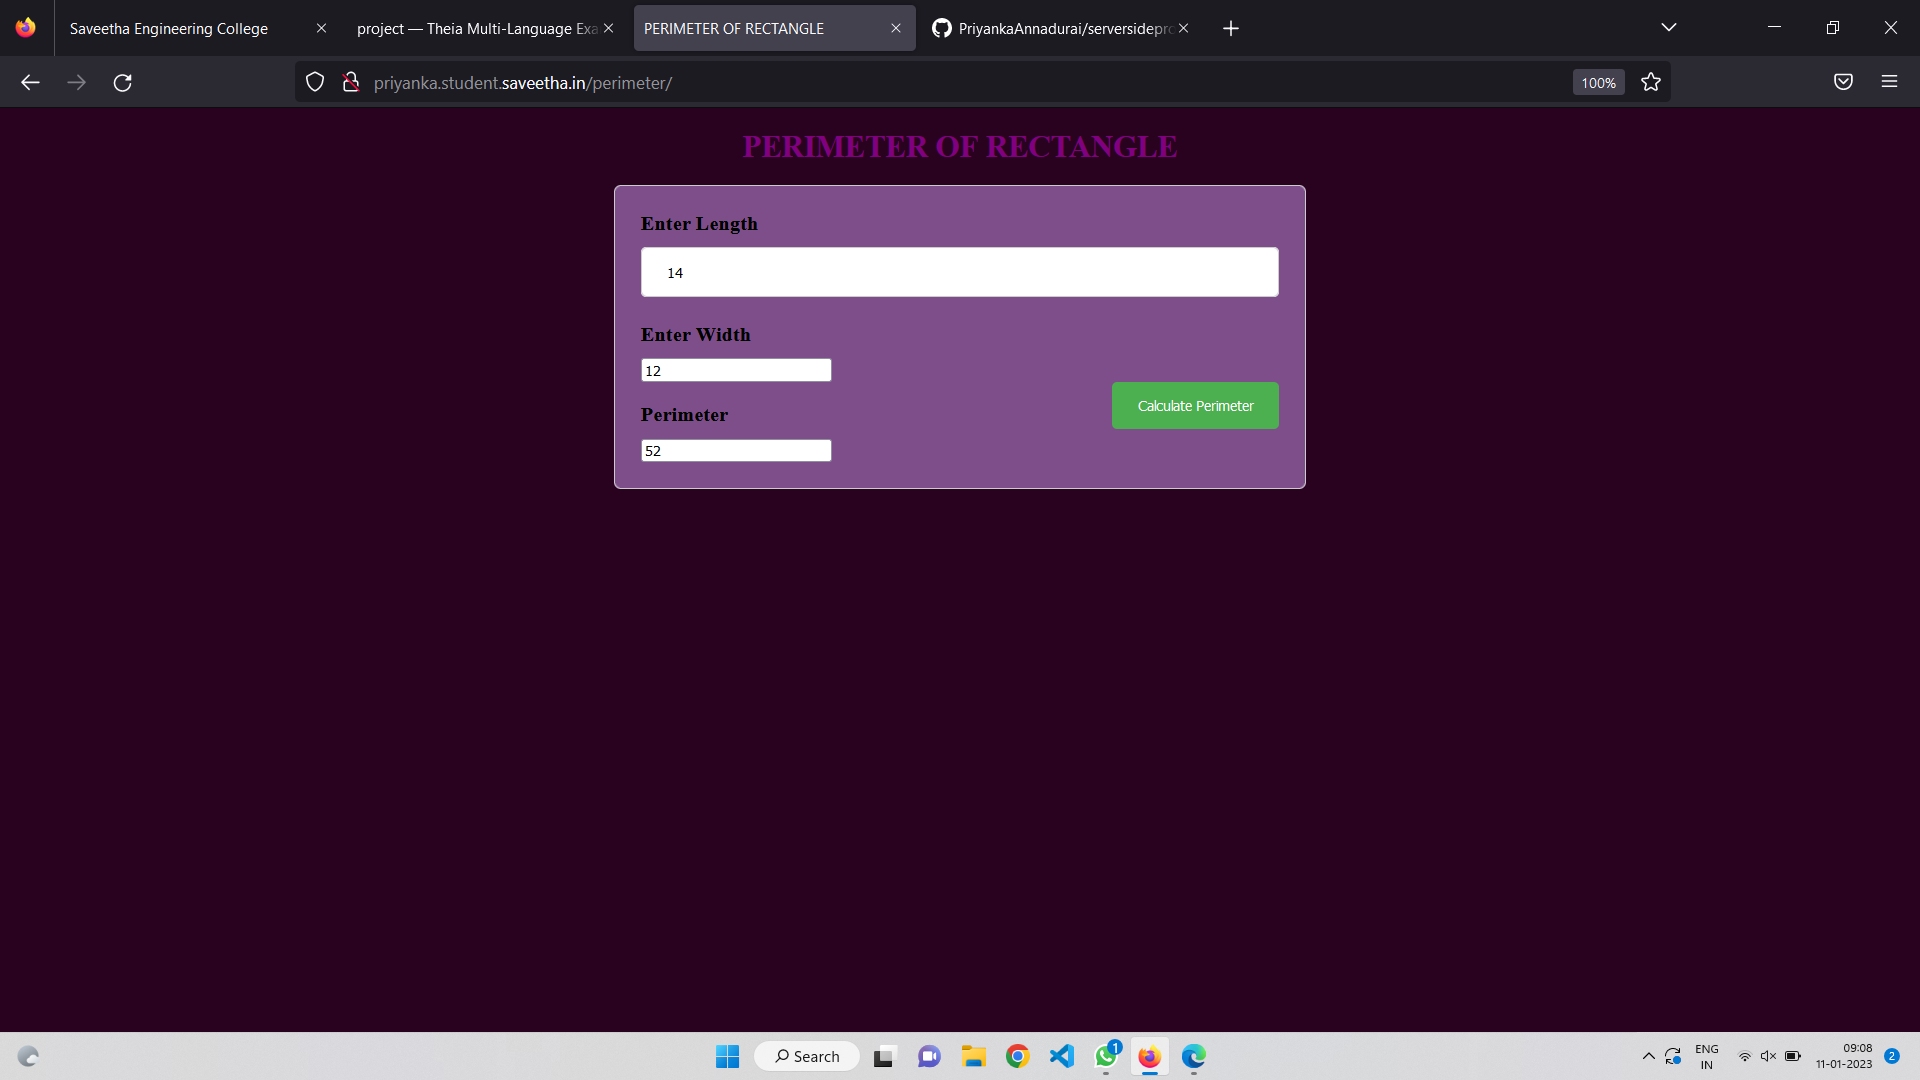 Saveetha Engineering College
project — Theia Multi-Language Exa
PERIMETER OF RECTANGLE
PriyankaAnnadurai/serversidepro
priyanka.student.saveetha.in/perimeter/
100%
PERIMETER OF RECTANGLE
Enter Length
14
Enter Width
12
Calculate Perimeter
Perimeter
52
Search
1
ENG
IN
09:08
11-01-2023
2